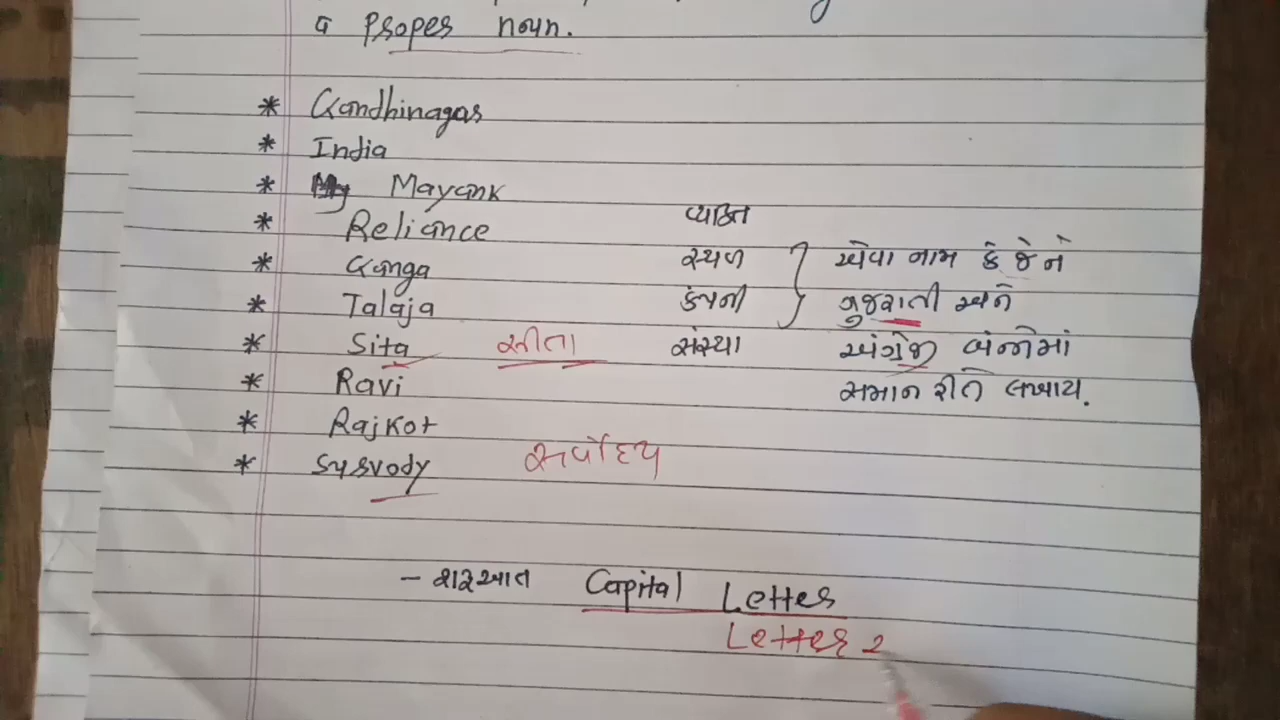 a Proper noun.
* Gandhinagar
* India
* Mayank
* Reliance
* Ganga
* Talaja
* Sita સીતા
* Ravi
* Rajkot
* Survody સર્વોદય
વ્યક્તિ
સ્થળ
કંપની
સંસ્થા
એવા નામ કે જેને
ગુજરાતી અને
અંગ્રેજી બંનેમાં
સમાન રીતે લખાય.
- શરૂઆત Capital Letter
Letter 2